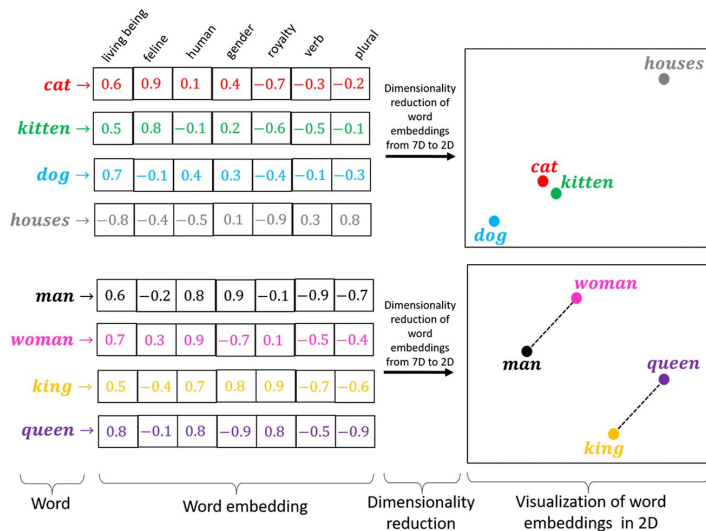 living being feline human gender royalty verb plural
cat → 0.6 0.9 0.1 0.4 −0.7 −0.3 −0.2
kitten → 0.5 0.8 −0.1 0.2 −0.6 −0.5 −0.1
dog → 0.7 −0.1 0.4 0.3 −0.4 −0.1 −0.3
houses → −0.8 −0.4 −0.5 0.1 −0.9 0.3 0.8
Dimensionality
reduction of
word
embeddings
from 7D to 2D
houses
cat
kitten
dog
man → 0.6 −0.2 0.8 0.9 −0.1 −0.9 −0.7
woman → 0.7 0.3 0.9 −0.7 0.1 −0.5 −0.4
king → 0.5 −0.4 0.7 0.8 0.9 −0.7 −0.6
queen → 0.8 −0.1 0.8 −0.9 0.8 −0.5 −0.9
Dimensionality
reduction of
word
embeddings
from 7D to 2D
woman
man
queen
king
Word
Word embedding
Dimensionality
reduction
Visualization of word
embeddings in 2D